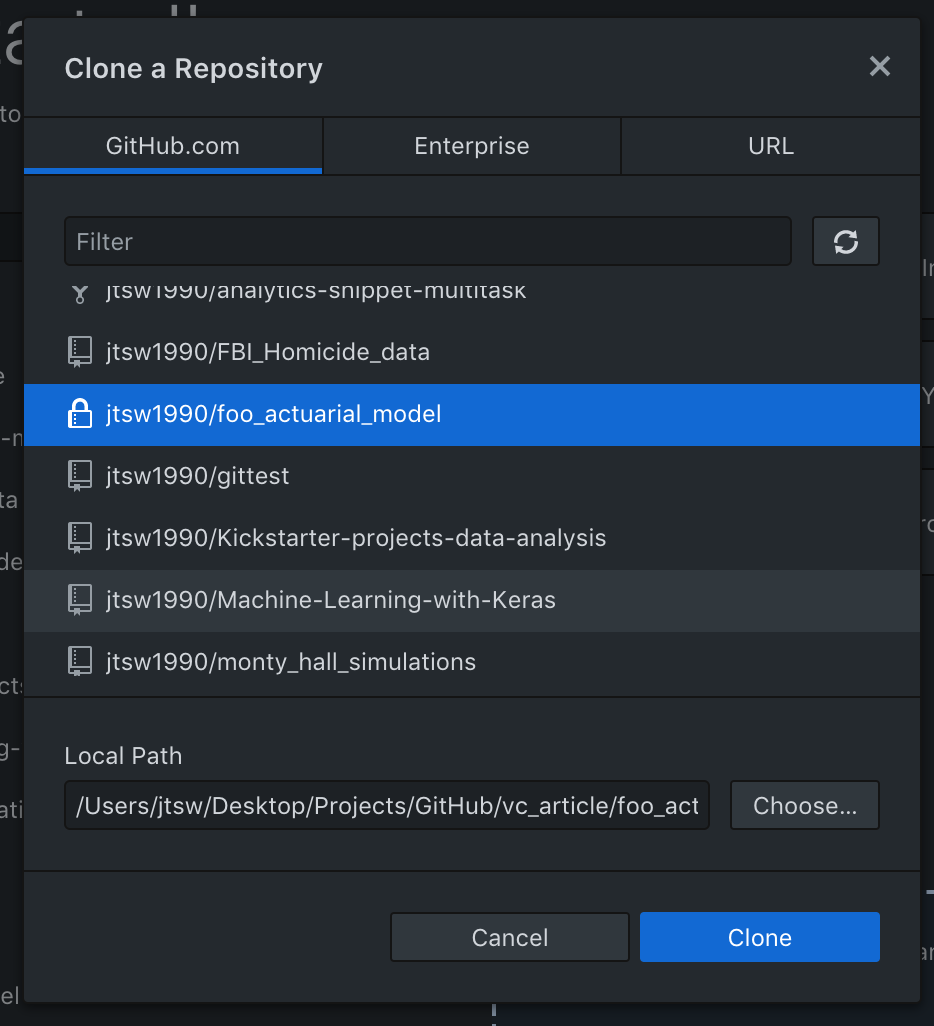 Clone a Repository
GitHub.com
Enterprise
URL
Filter
jtsw1990/analytics-snippet-multitask
jtsw1990/FBI_Homicide_data
jtsw1990/foo_actuarial_model
jtsw1990/gittest
jtsw1990/Kickstarter-projects-data-analysis
jtsw1990/Machine-Learning-with-Keras
jtsw1990/monty_hall_simulations
Local Path
/Users/jtsw/Desktop/Projects/GitHub/vc_article/foo_act
Choose...
Cancel
Clone